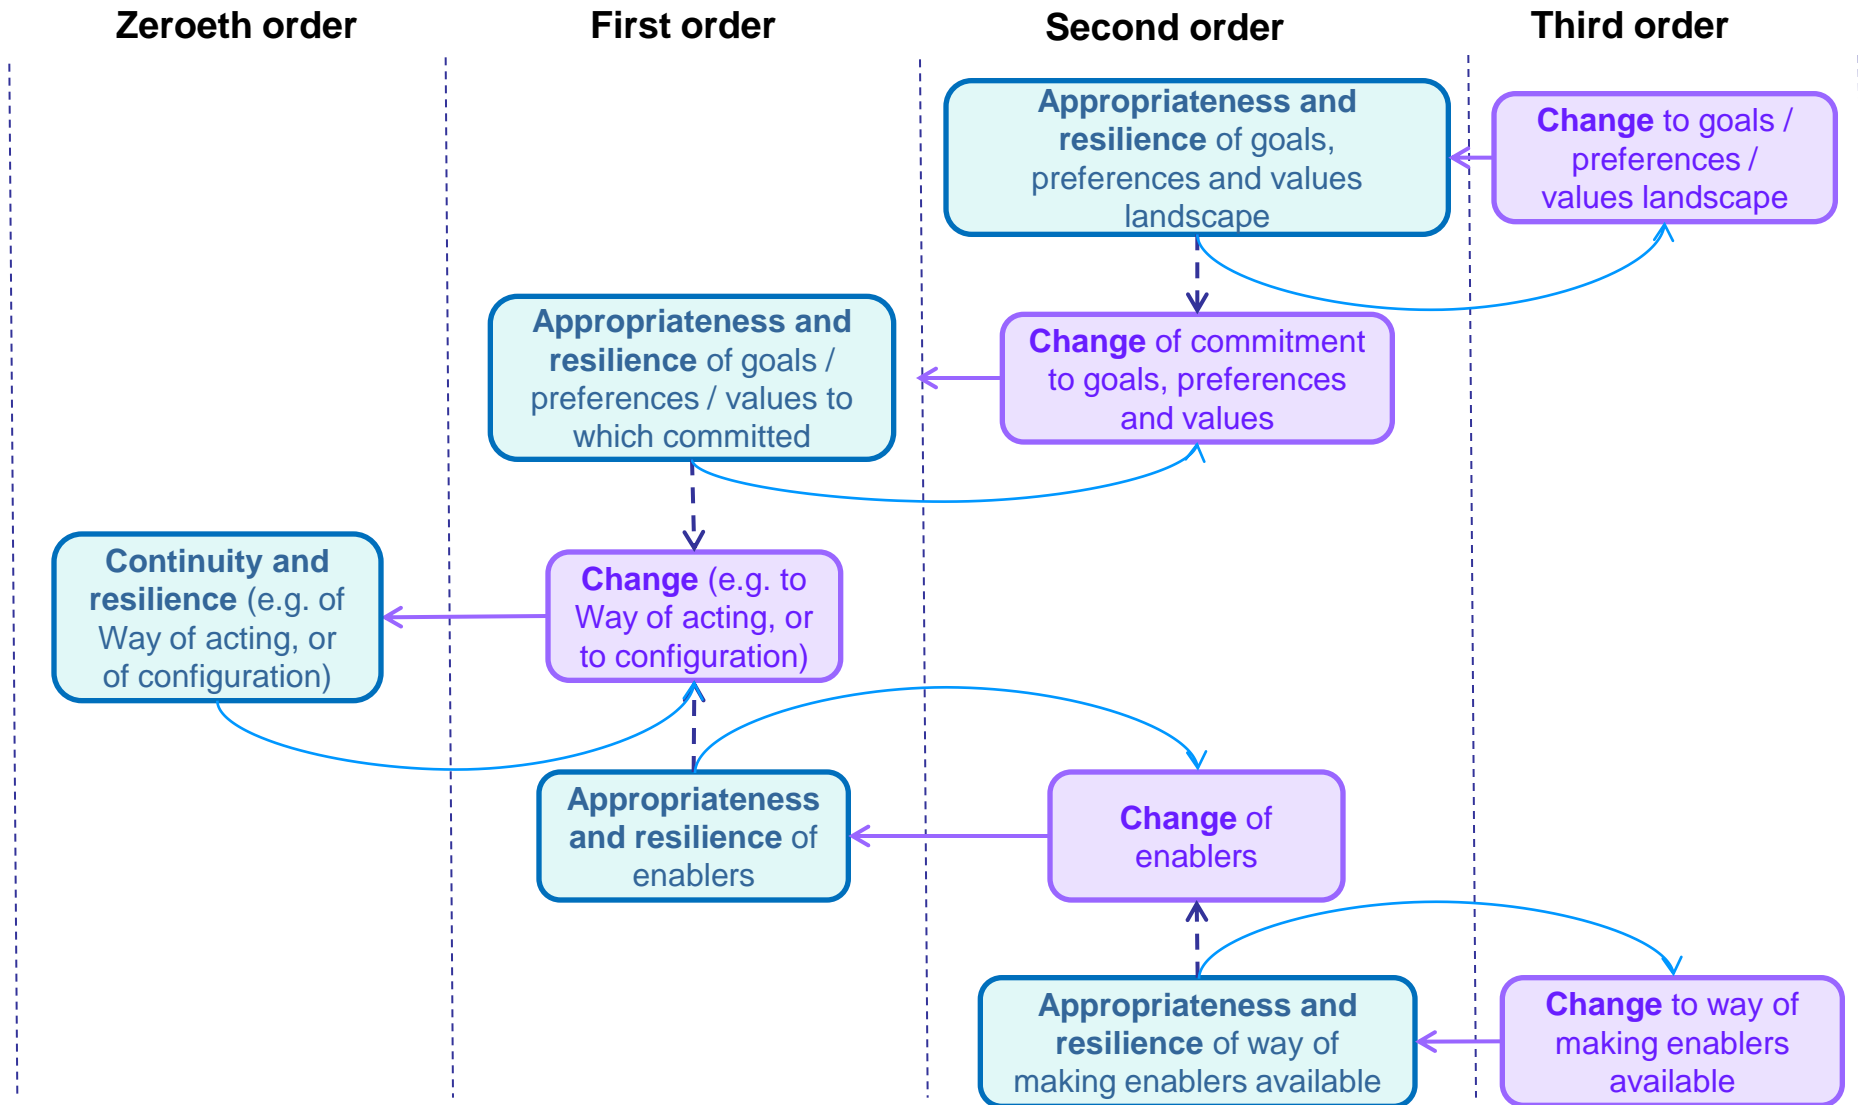 Zeroeth order
First order
Second order
Third order
Appropriateness and
resilience of goals,
preferences and values
landscape
Change to goals /
preferences /
values landscape
Appropriateness and
resilience of goals /
preferences / values to
which committed
Change of commitment
to goals, preferences
and values
Continuity and
resilience (e.g. of
Way of acting, or
of configuration)
Change (e.g. to
Way of acting, or
to configuration)
Appropriateness
and resilience of
enablers
Change of
enablers
Appropriateness and
resilience of way of
making enablers available
Change to way of
making enablers
available